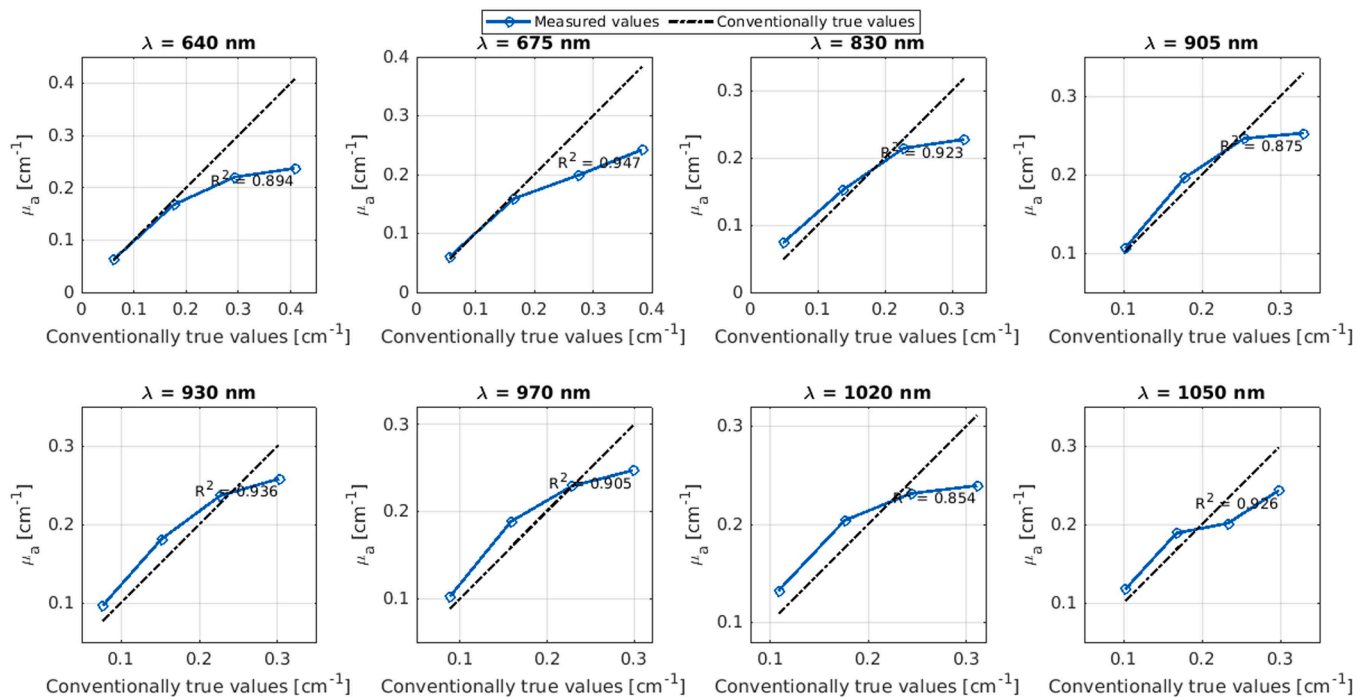 Measured values Conventionally true values
λ = 640 nm
0.4
0.3
0.2
0.1
0
μa [cm-1]
R2 = 0.894
0 0.1 0.2 0.3 0.4
Conventionally true values [cm-1]
λ = 675 nm
0.4
0.3
0.2
0.1
0
μa [cm-1]
R2 = 0.947
0 0.1 0.2 0.3 0.4
Conventionally true values [cm-1]
λ = 830 nm
0.3
0.2
0.1
0
μa [cm-1]
R2 = 0.923
0 0.1 0.2 0.3
Conventionally true values [cm-1]
λ = 905 nm
0.3
0.2
0.1
μa [cm-1]
R2 = 0.875
0.1 0.2 0.3
Conventionally true values [cm-1]
λ = 930 nm
0.3
0.2
0.1
μa [cm-1]
R2 = 0.936
0.1 0.2 0.3
Conventionally true values [cm-1]
λ = 970 nm
0.3
0.2
0.1
μa [cm-1]
R2 = 0.905
0.1 0.2 0.3
Conventionally true values [cm-1]
λ = 1020 nm
0.3
0.2
0.1
μa [cm-1]
R2 = 0.854
0.1 0.2 0.3
Conventionally true values [cm-1]
λ = 1050 nm
0.3
0.2
0.1
μa [cm-1]
R2 = 0.926
0.1 0.2 0.3
Conventionally true values [cm-1]